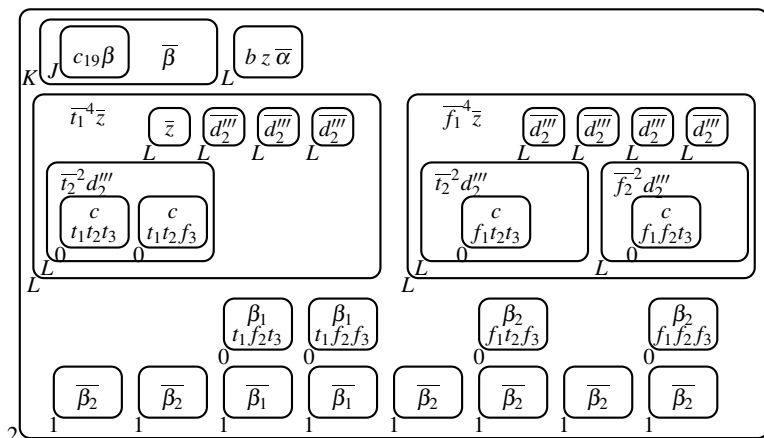 c₁₉β β̅ b z α̅
K J L
t̅₁⁴z̅ f̅₁⁴z̅
z̅ d̅₂‴ d̅₂‴ d̅₂‴ d̅₂‴ d̅₂‴ d̅₂‴ d̅₂‴
L L L L L L L L
t̅₂²d₂‴ t̅₂²d₂‴ f̅₂²d₂‴
c c c c
t₁t₂t₃ t₁t₂f₃ f₁t₂t₃ f₁f₂t₃
0 0 0 0
L L L
L L
β₁ β₁ β₂ β₂
t₁f₂t₃ t₁f₂f₃ f₁t₂f₃ f₁f₂f₃
0 0 0 0
β̅₂ β̅₂ β̅₁ β̅₁ β̅₂ β̅₂ β̅₂ β̅₂
2 1 1 1 1 1 1 1 1